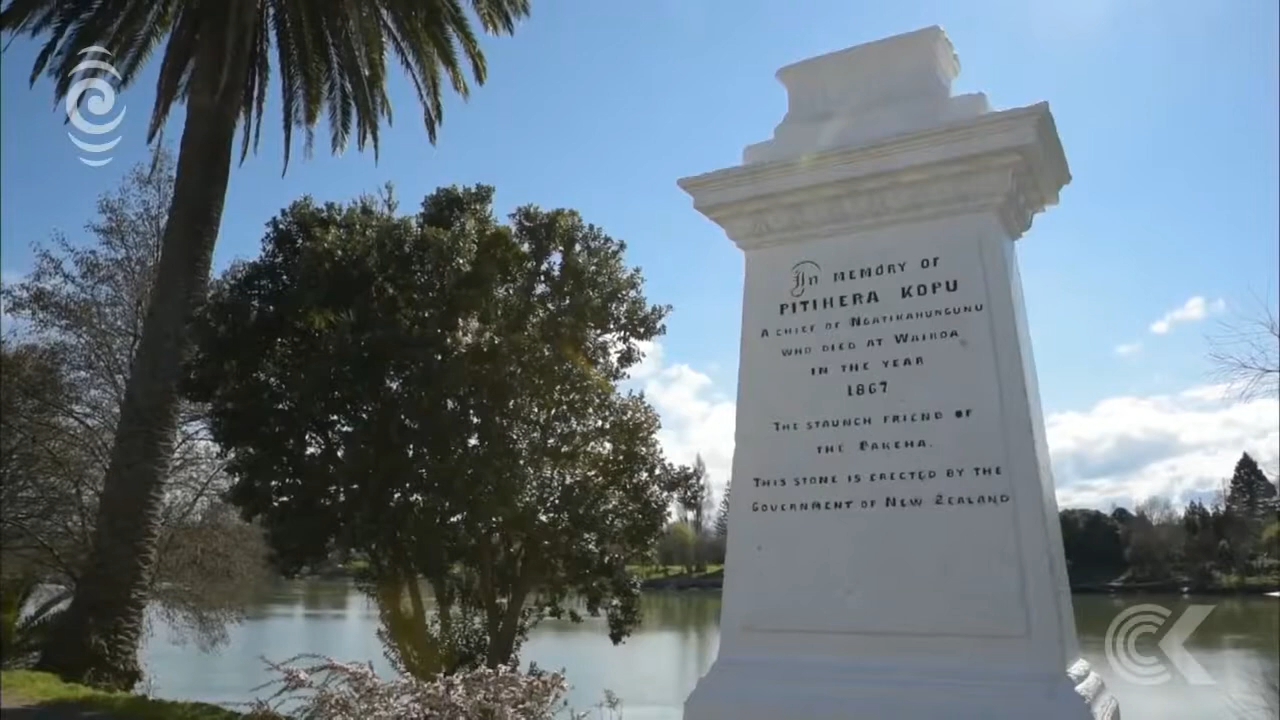 In MEMORY OF
PITIHERA KOPU
A CHIEF OF NGATIKAHUNGUNU
WHO DIED AT WAIROA
IN THE YEAR
1867
THE STAUNCH FRIEND OF
THE PAKEHA.
THIS STONE IS ERECTED BY THE
GOVERNMENT OF NEW ZEALAND
CK